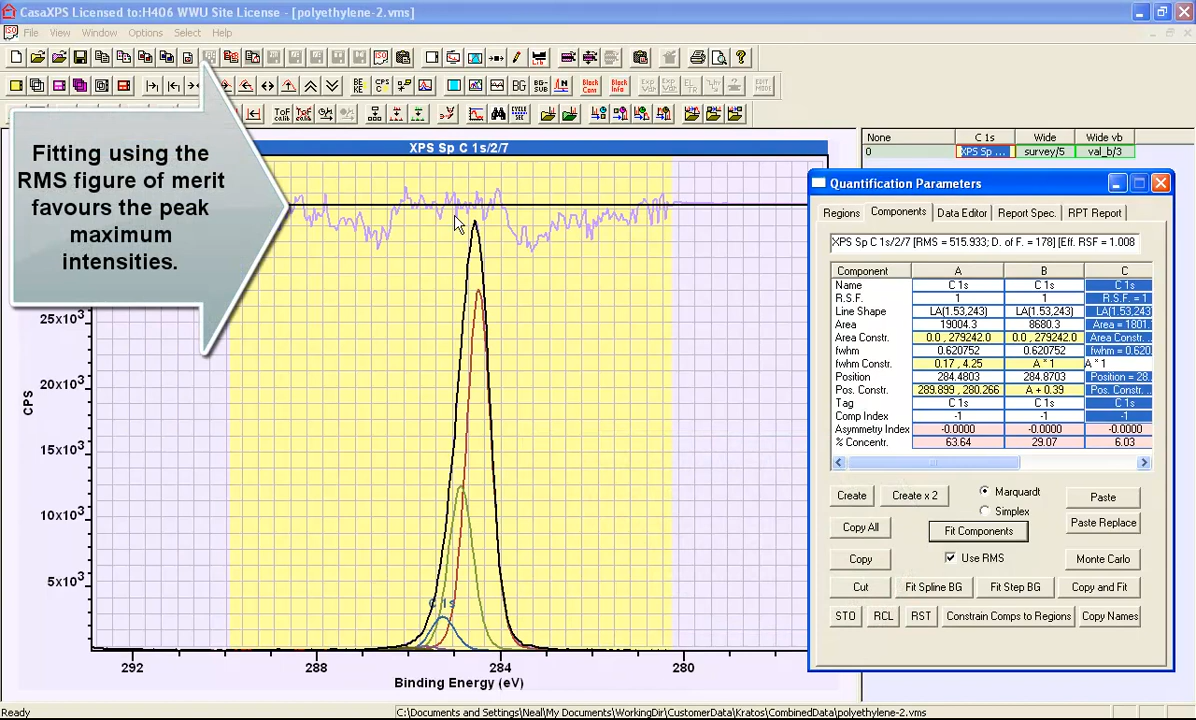 CasaXPS Licensed to:H406 WWU Site License - [polyethylene-2.vms]
File View Window Options Select Help
Fitting using the
RMS figure of merit
favours the peak
maximum
intensities.
XPS Sp C 1s/2/7
None C 1s Wide Wide vb
0 XPS Sp ... survey/5 val_b/3
Quantification Parameters
Regions Components Data Editor Report Spec. RPT Report
XPS Sp C 1s/2/7 [RMS = 515.933; D. of F. = 178] [Eff. RSF = 1.008
Component A B C
Name C 1s C 1s C 1s
R.S.F. 1 1 R.S.F. = 1
Line Shape LA(1.53,243) LA(1.53,243) LA(1.53,243)
Area 19004.3 8680.3 Area = 1801.
Area Constr. 0.0 , 279242.0 0.0 , 279242.0 Area Constr. ..
fwhm 0.620752 0.620752 fwhm = 0.620
fwhm Constr. 0.17 , 4.25 A * 1 A * 1
Position 284.4803 284.8703 Position = 28.
Pos. Constr. 289.899 , 280.266 A + 0.39 Pos. Constr. ...
Tag C 1s C 1s C 1s
Comp Index -1 -1 -1
Asymmetry Index -0.0000 -0.0000 -0.0000
% Concentr. 63.64 29.07 6.03
Create Create x 2 Marquardt Paste
Simplex
Copy All Fit Components Paste Replace
Copy Use RMS Monte Carlo
Cut Fit Spline BG Fit Step BG Copy and Fit
STO RCL RST Constrain Comps to Regions Copy Names
25x10³
20x10³
15x10³
10x10³
5x10³
CPS
C 1s
292 288 284 280
Binding Energy (eV)
Ready C:\Documents and Settings\Neal\My Documents\WorkingDir\CustomerData\Kratos\CombinedData\polyethylene-2.vms